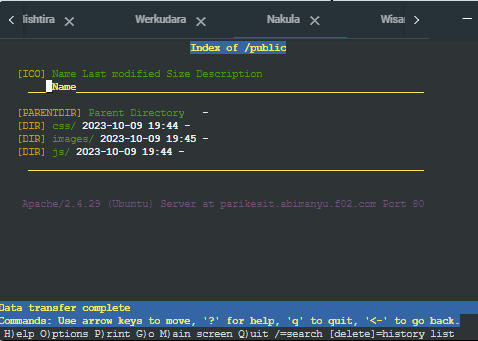 lishtira × Werkudara × Nakula × Wisan
Index of /public
[ICO] Name Last modified Size Description
Name
[PARENTDIR] Parent Directory -
[DIR] css/ 2023-10-09 19:44 -
[DIR] images/ 2023-10-09 19:45 -
[DIR] js/ 2023-10-09 19:44 -
Apache/2.4.29 (Ubuntu) Server at parikesit.abimanyu.f02.com Port 80
Data transfer complete
Commands: Use arrow keys to move, '?' for help, 'q' to quit, '<-' to go back.
H)elp O)ptions P)rint G)o M)ain screen Q)uit /=search [delete]=history list